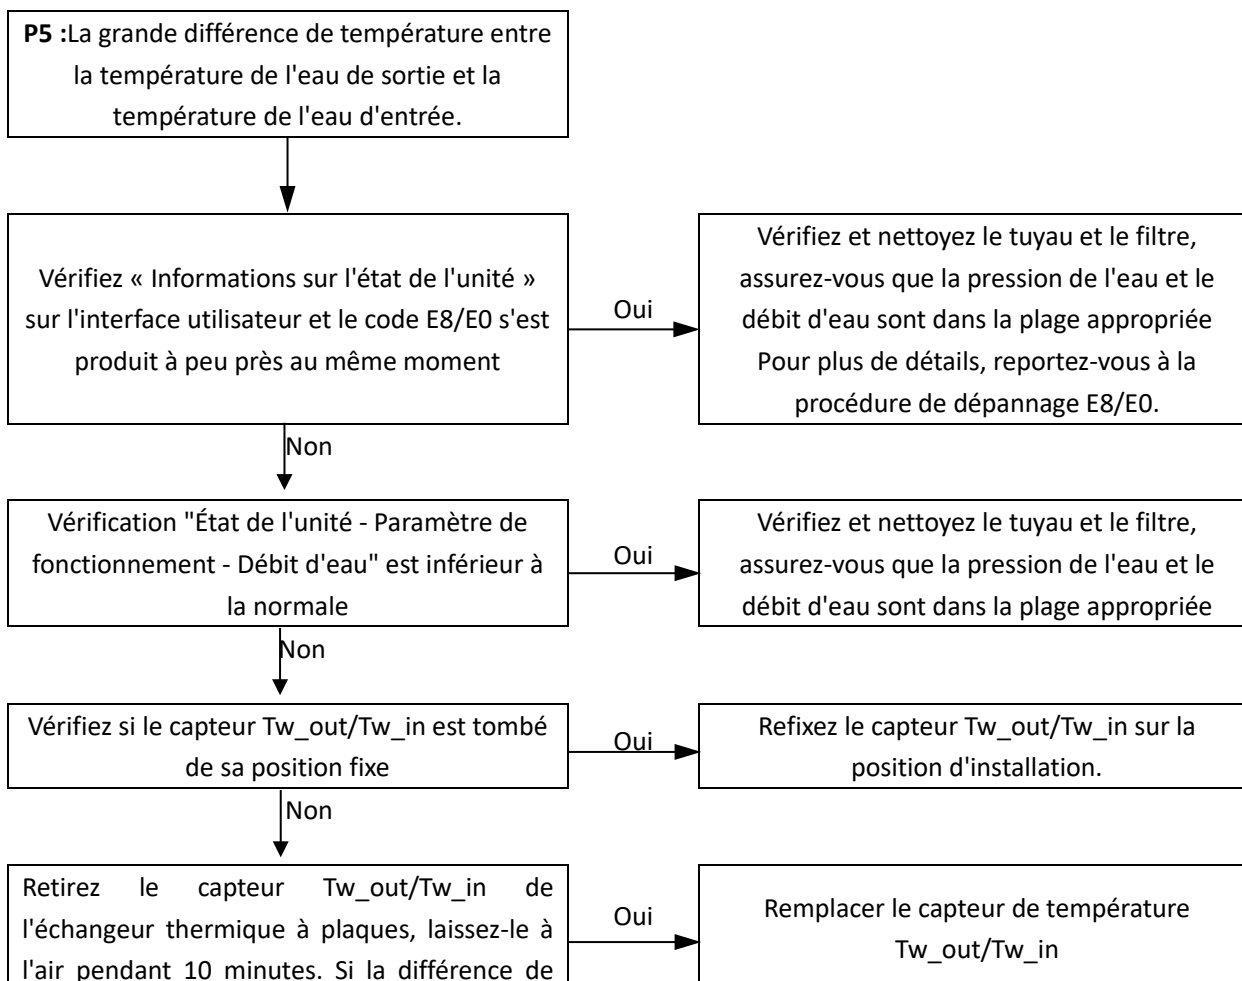 P5 :La grande différence de température entre
la température de l'eau de sortie et la
température de l'eau d'entrée.
Vérifiez « Informations sur l'état de l'unité »
sur l'interface utilisateur et le code E8/E0 s'est
produit à peu près au même moment
Oui
Vérifiez et nettoyez le tuyau et le filtre,
assurez-vous que la pression de l'eau et le
débit d'eau sont dans la plage appropriée
Pour plus de détails, reportez-vous à la
procédure de dépannage E8/E0.
Non
Vérification "État de l'unité - Paramètre de
fonctionnement - Débit d'eau" est inférieur à
la normale
Oui
Vérifiez et nettoyez le tuyau et le filtre,
assurez-vous que la pression de l'eau et le
débit d'eau sont dans la plage appropriée
Non
Vérifiez si le capteur Tw_out/Tw_in est tombé
de sa position fixe
Oui
Refixez le capteur Tw_out/Tw_in sur la
position d'installation.
Non
Retirez le capteur Tw_out/Tw_in de
l'échangeur thermique à plaques, laissez-le à
l'air pendant 10 minutes. Si la différence de
Oui
Remplacer le capteur de température
Tw_out/Tw_in